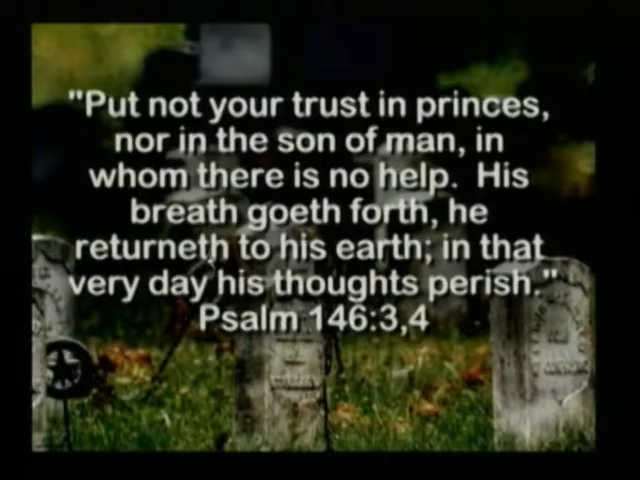 "Put not your trust in princes,
nor in the son of man, in
whom there is no help.  His
breath goeth forth, he
returneth to his earth; in that
very day his thoughts perish."
Psalm 146:3,4